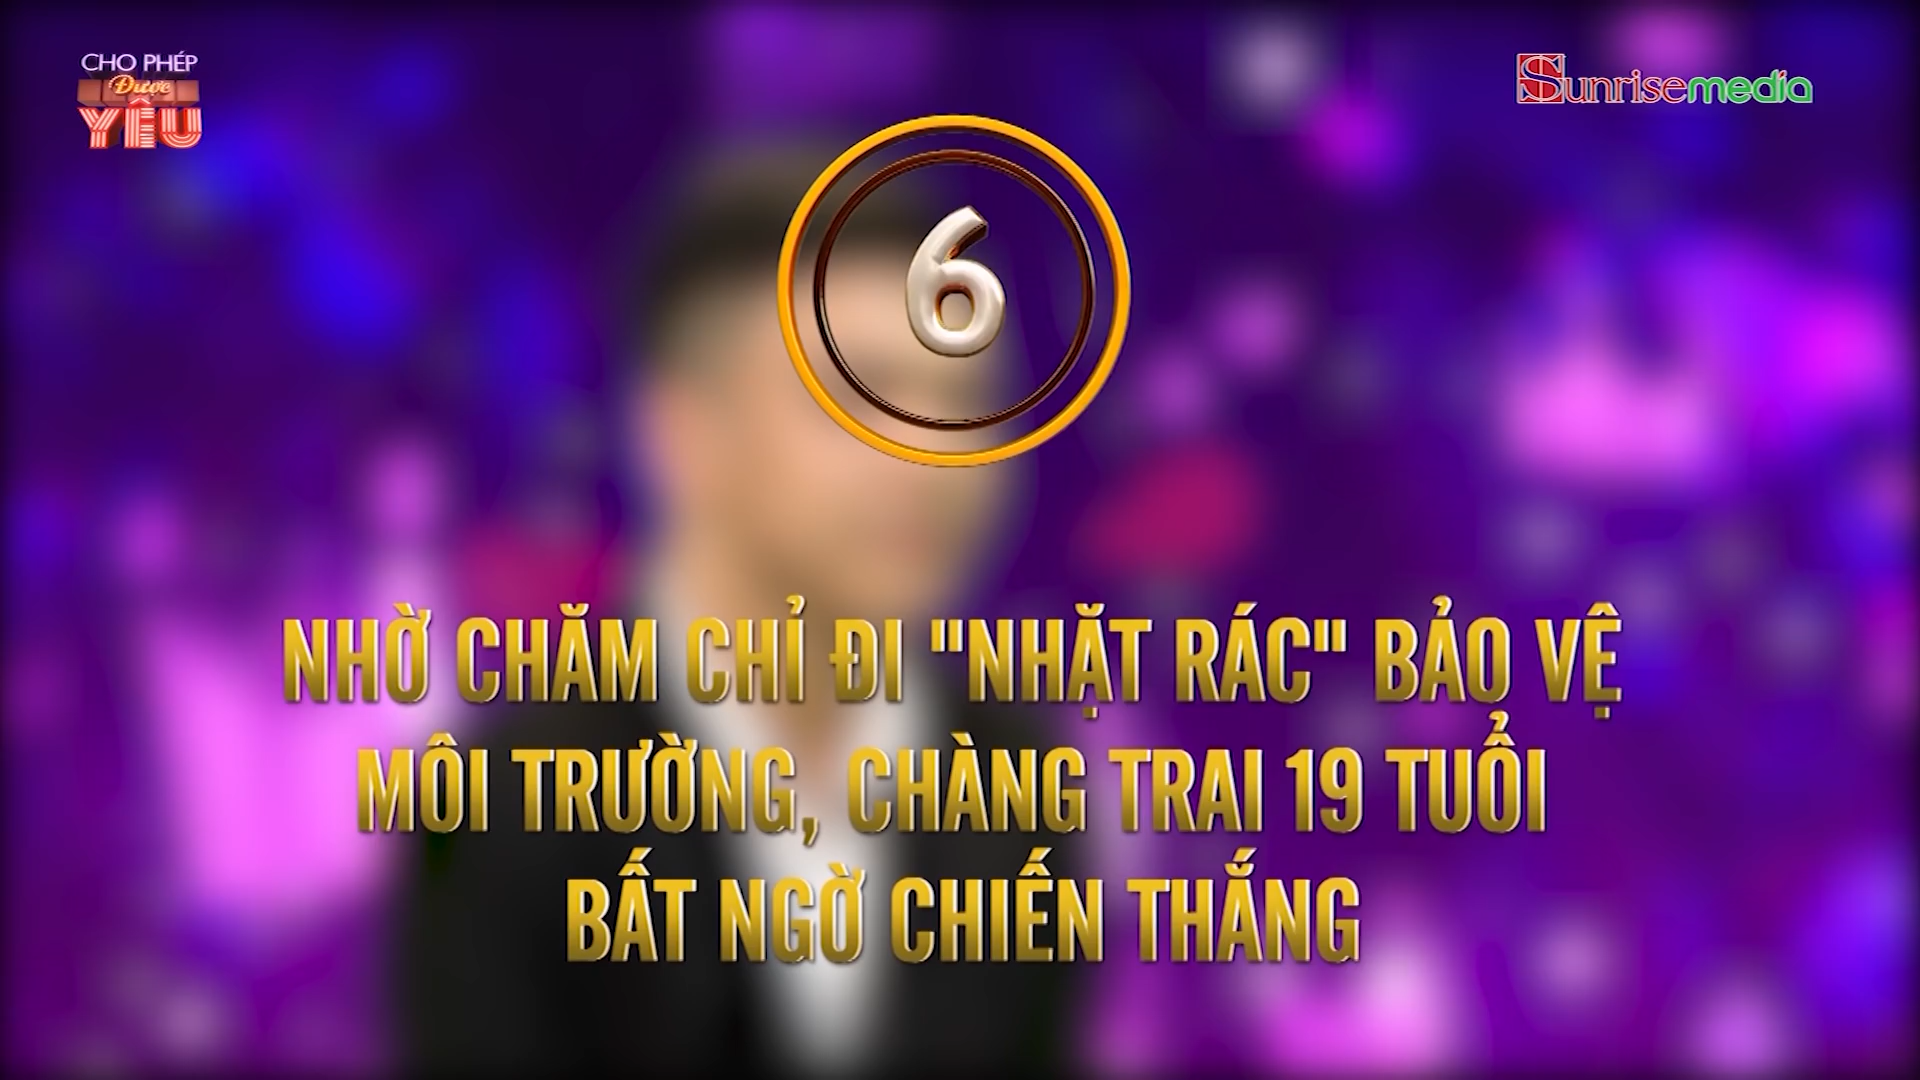 CHO PHÉP
Được
YÊU
Sunrisemedia
6
NHỜ CHĂM CHỈ ĐI "NHẶT RÁC" BẢO VỆ
MÔI TRƯỜNG, CHÀNG TRAI 19 TUỔI
BẤT NGỜ CHIẾN THẮNG